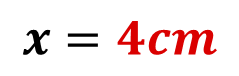 x = 4cm